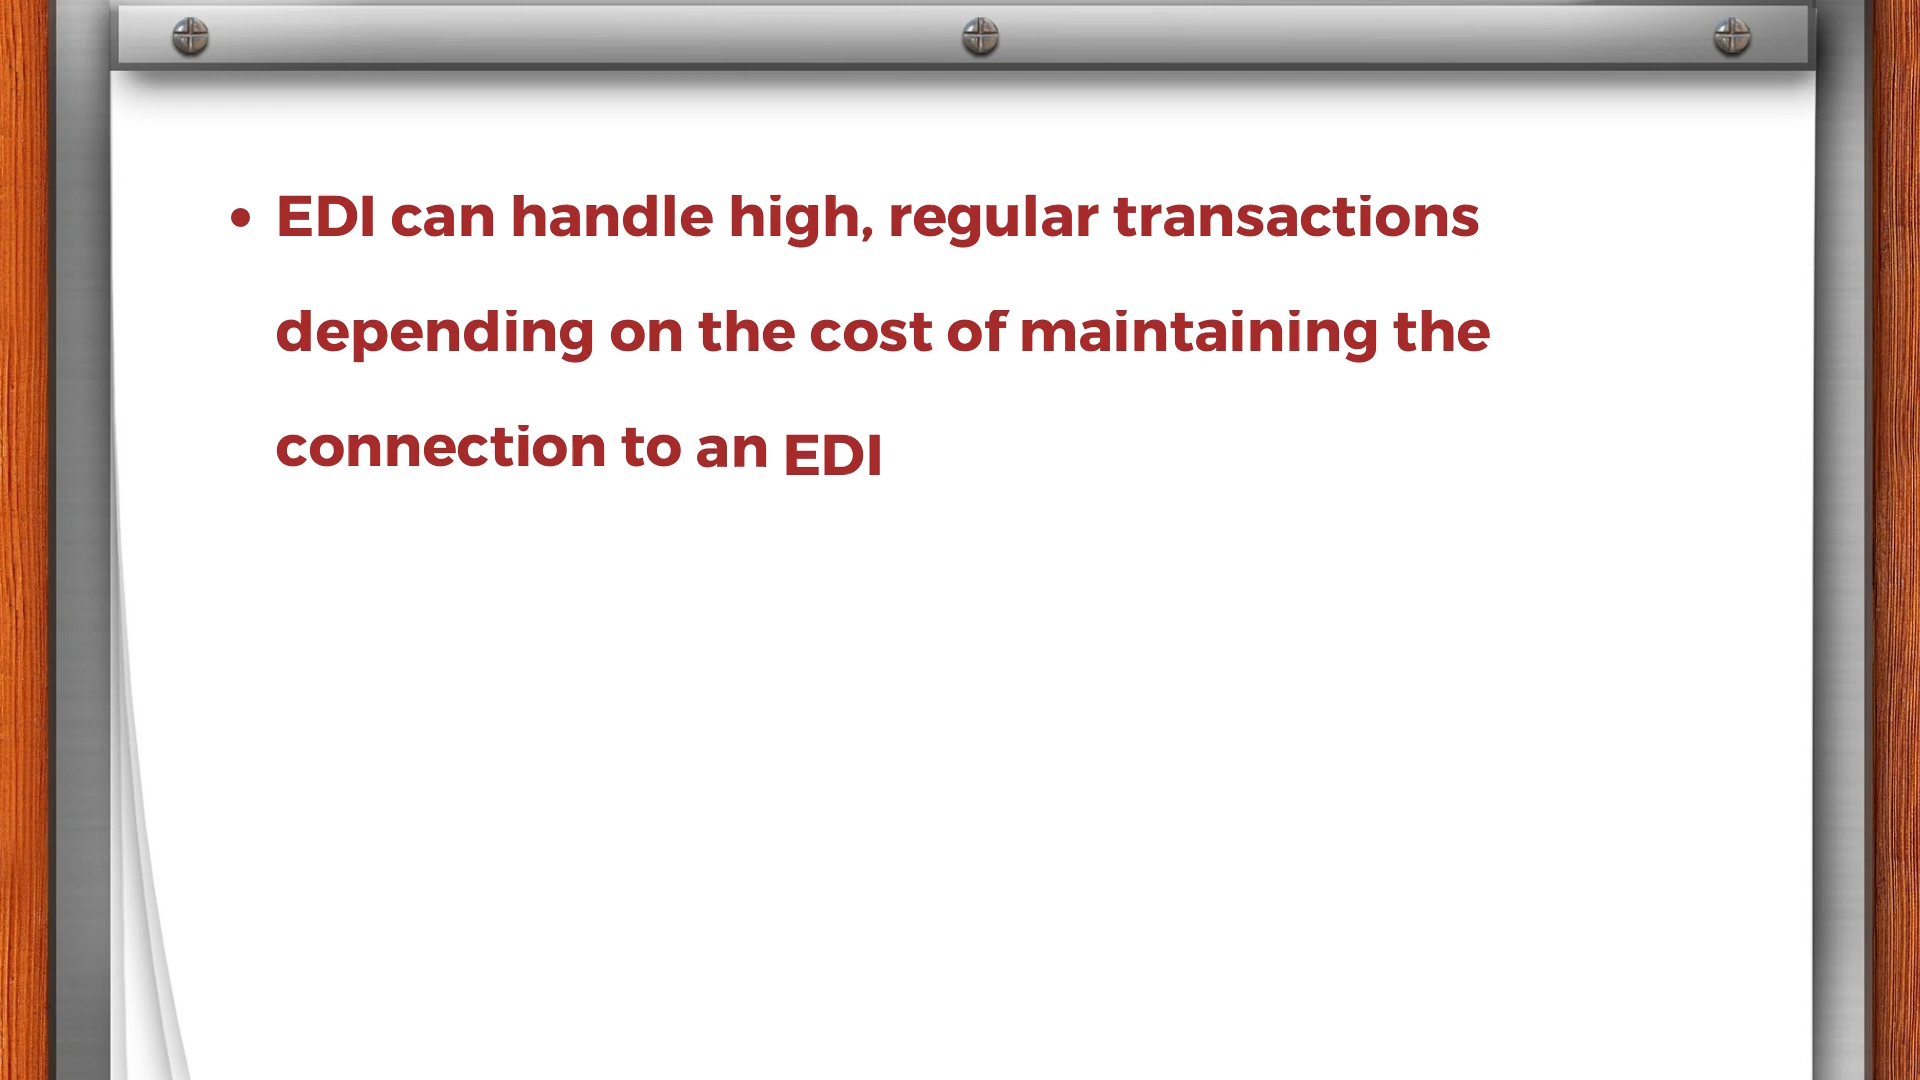 • EDI can handle high, regular transactions
depending on the cost of maintaining the
connection to an EDI